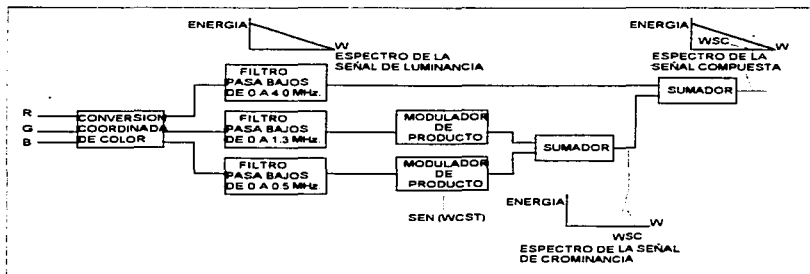 ENERGIA
W
ESPECTRO DE LA
SEÑAL DE LUMINANCIA
ENERGIA
WSC
W
ESPECTRO DE LA
SEÑAL COMPUESTA
FILTRO
PASA BAJOS
DE 0 A 4.0 MHz.
SUMADOR
R
G
B
CONVERSION
COORDINADA
DE COLOR
FILTRO
PASA BAJOS
DE 0 A 1.3 MHz.
MODULADOR
DE
PRODUCTO
SUMADOR
FILTRO
PASA BAJOS
DE 0 A 0.5 MHz.
MODULADOR
DE
PRODUCTO
SEN (WCST)
ENERGIA
W
WSC
ESPECTRO DE LA SEÑAL
DE CROMINANCIA